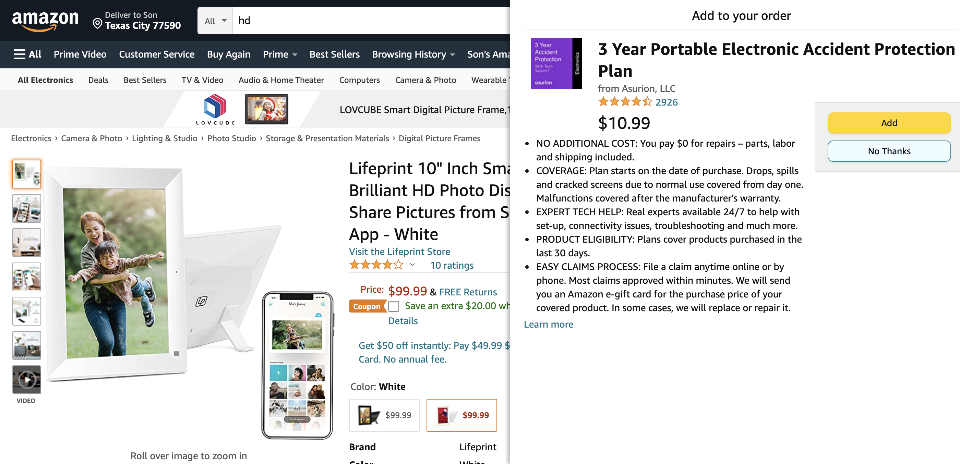 amazon
Deliver to Son
Texas City 77590
All
hd
All
Prime Video
Customer Service
Buy Again
Prime
Best Sellers
Browsing History
Son's Am
All Electronics
Deals
Best Sellers
TV & Video
Audio & Home Theater
Computers
Camera & Photo
Wearable
LOVCUBE
LOVCUBE Smart Digital Picture Frame,1
Electronics › Camera & Photo › Lighting & Studio › Photo Studio › Storage & Presentation Materials › Digital Picture Frames
VIDEO
Roll over image to zoom in
Lifeprint 10" Inch Sma
Brilliant HD Photo Dis
Share Pictures from S
App - White
Visit the Lifeprint Store
10 ratings
Price: $99.99 & FREE Returns
Coupon Save an extra $20.00 wh
Details
Get $50 off instantly: Pay $49.99 $
Card. No annual fee.
Color: White
$99.99
$99.99
Brand Lifeprint
Color White
Add to your order
3 Year Portable
Electronic Accident
Protection
With Tech
Support
asurion
Electronics
3 Year Portable Electronic Accident Protection
Plan
from Asurion, LLC
2926
$10.99
• NO ADDITIONAL COST: You pay $0 for repairs – parts, labor
and shipping included.
• COVERAGE: Plan starts on the date of purchase. Drops, spills
and cracked screens due to normal use covered from day one.
Malfunctions covered after the manufacturer's warranty.
• EXPERT TECH HELP: Real experts available 24/7 to help with
set-up, connectivity issues, troubleshooting and much more.
• PRODUCT ELIGIBILITY: Plans cover products purchased in the
last 30 days.
• EASY CLAIMS PROCESS: File a claim anytime online or by
phone. Most claims approved within minutes. We will send
you an Amazon e-gift card for the purchase price of your
covered product. In some cases, we will replace or repair it.
Learn more
Add
No Thanks